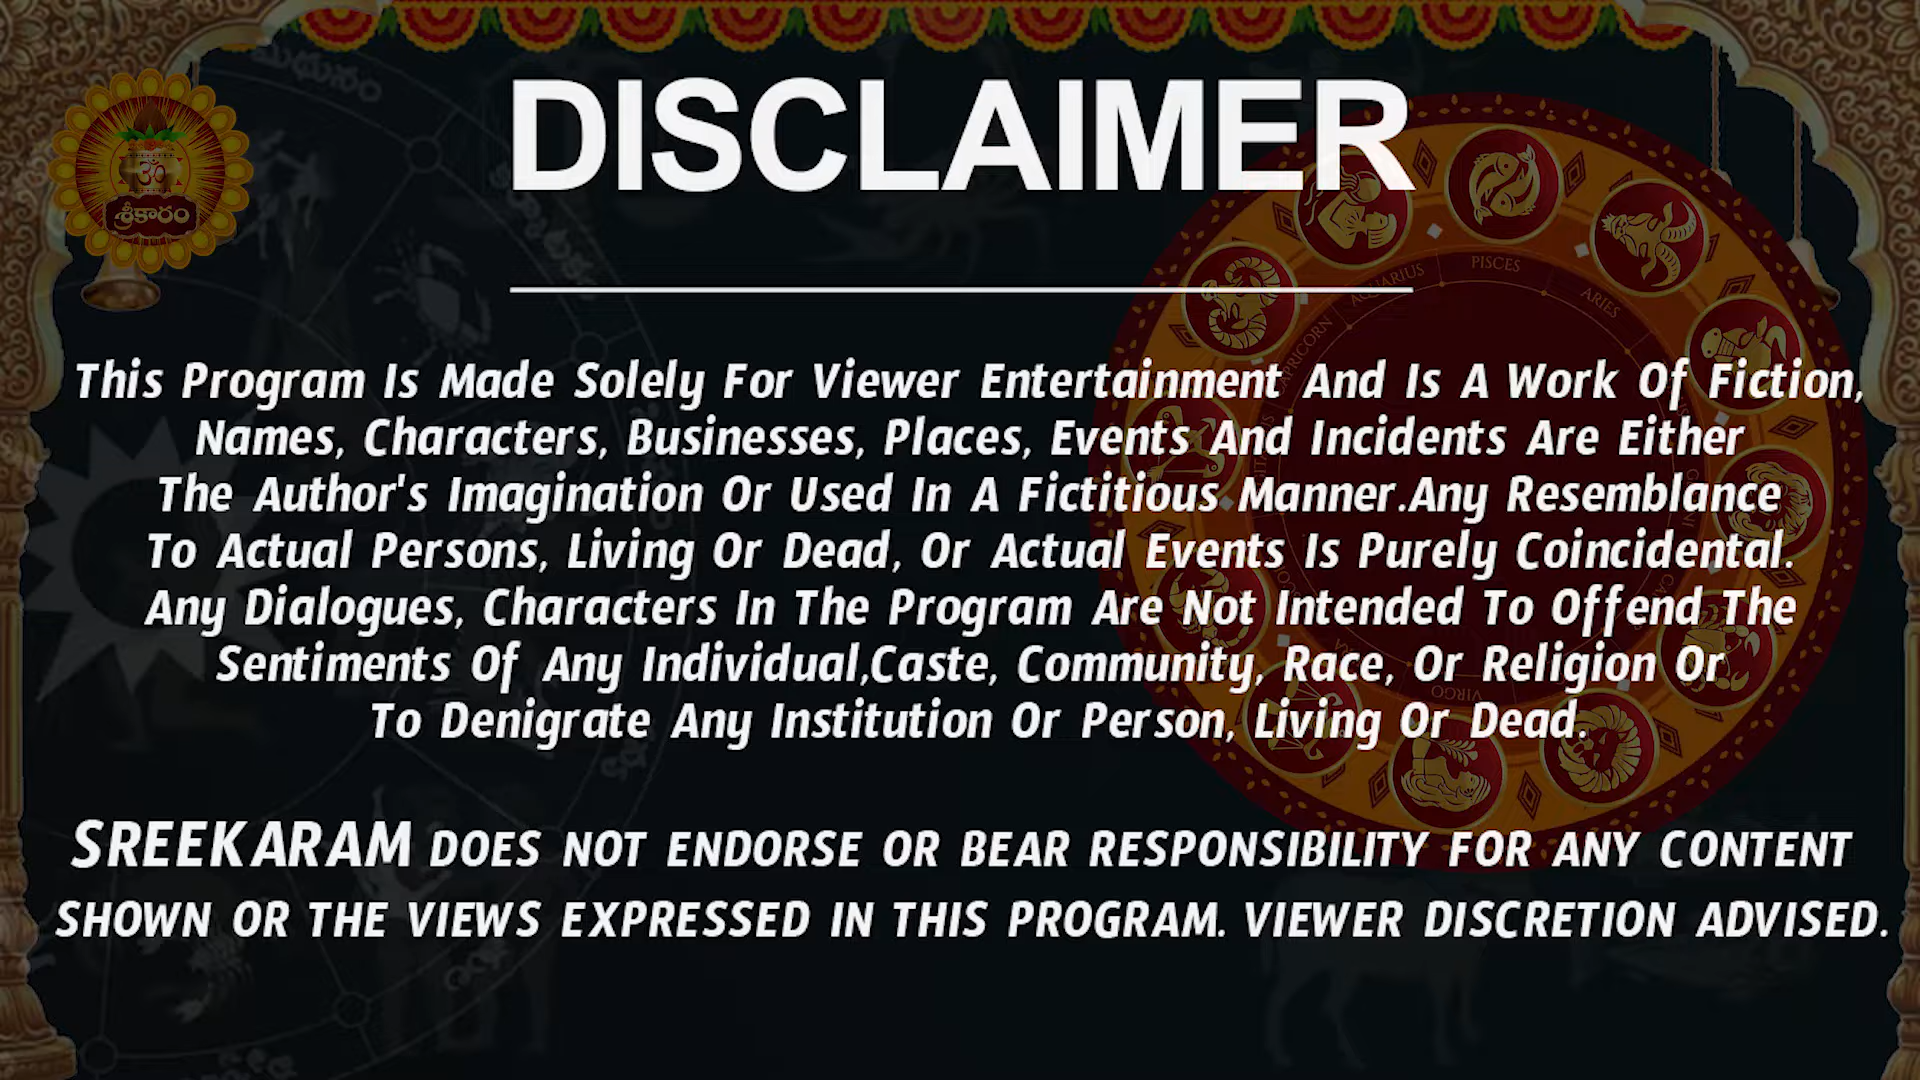 DISCLAIMER
శ్రీకారం
PISCES
ARIES
AQUARIUS
CAPRICORN
VIRGO
This Program Is Made Solely For Viewer Entertainment And Is A Work Of Fiction,
Names, Characters, Businesses, Places, Events And Incidents Are Either
The Author's Imagination Or Used In A Fictitious Manner.Any Resemblance
To Actual Persons, Living Or Dead, Or Actual Events Is Purely Coincidental.
Any Dialogues, Characters In The Program Are Not Intended To Offend The
Sentiments Of Any Individual,Caste, Community, Race, Or Religion Or
To Denigrate Any Institution Or Person, Living Or Dead.
SREEKARAM DOES NOT ENDORSE OR BEAR RESPONSIBILITY FOR ANY CONTENT
SHOWN OR THE VIEWS EXPRESSED IN THIS PROGRAM. VIEWER DISCRETION ADVISED.